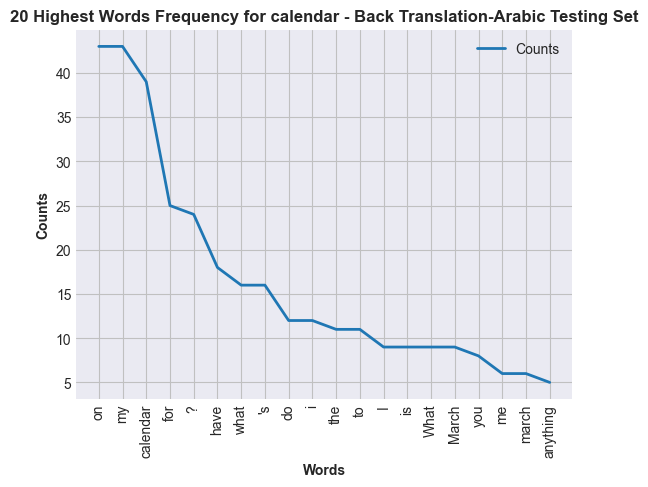 20 Highest Words Frequency for calendar - Back Translation-Arabic Testing Set
Counts
Counts
40
35
30
25
20
15
10
5
on
my
calendar
for
?
have
what
's
do
i
the
to
I
is
What
March
you
me
march
anything
Words